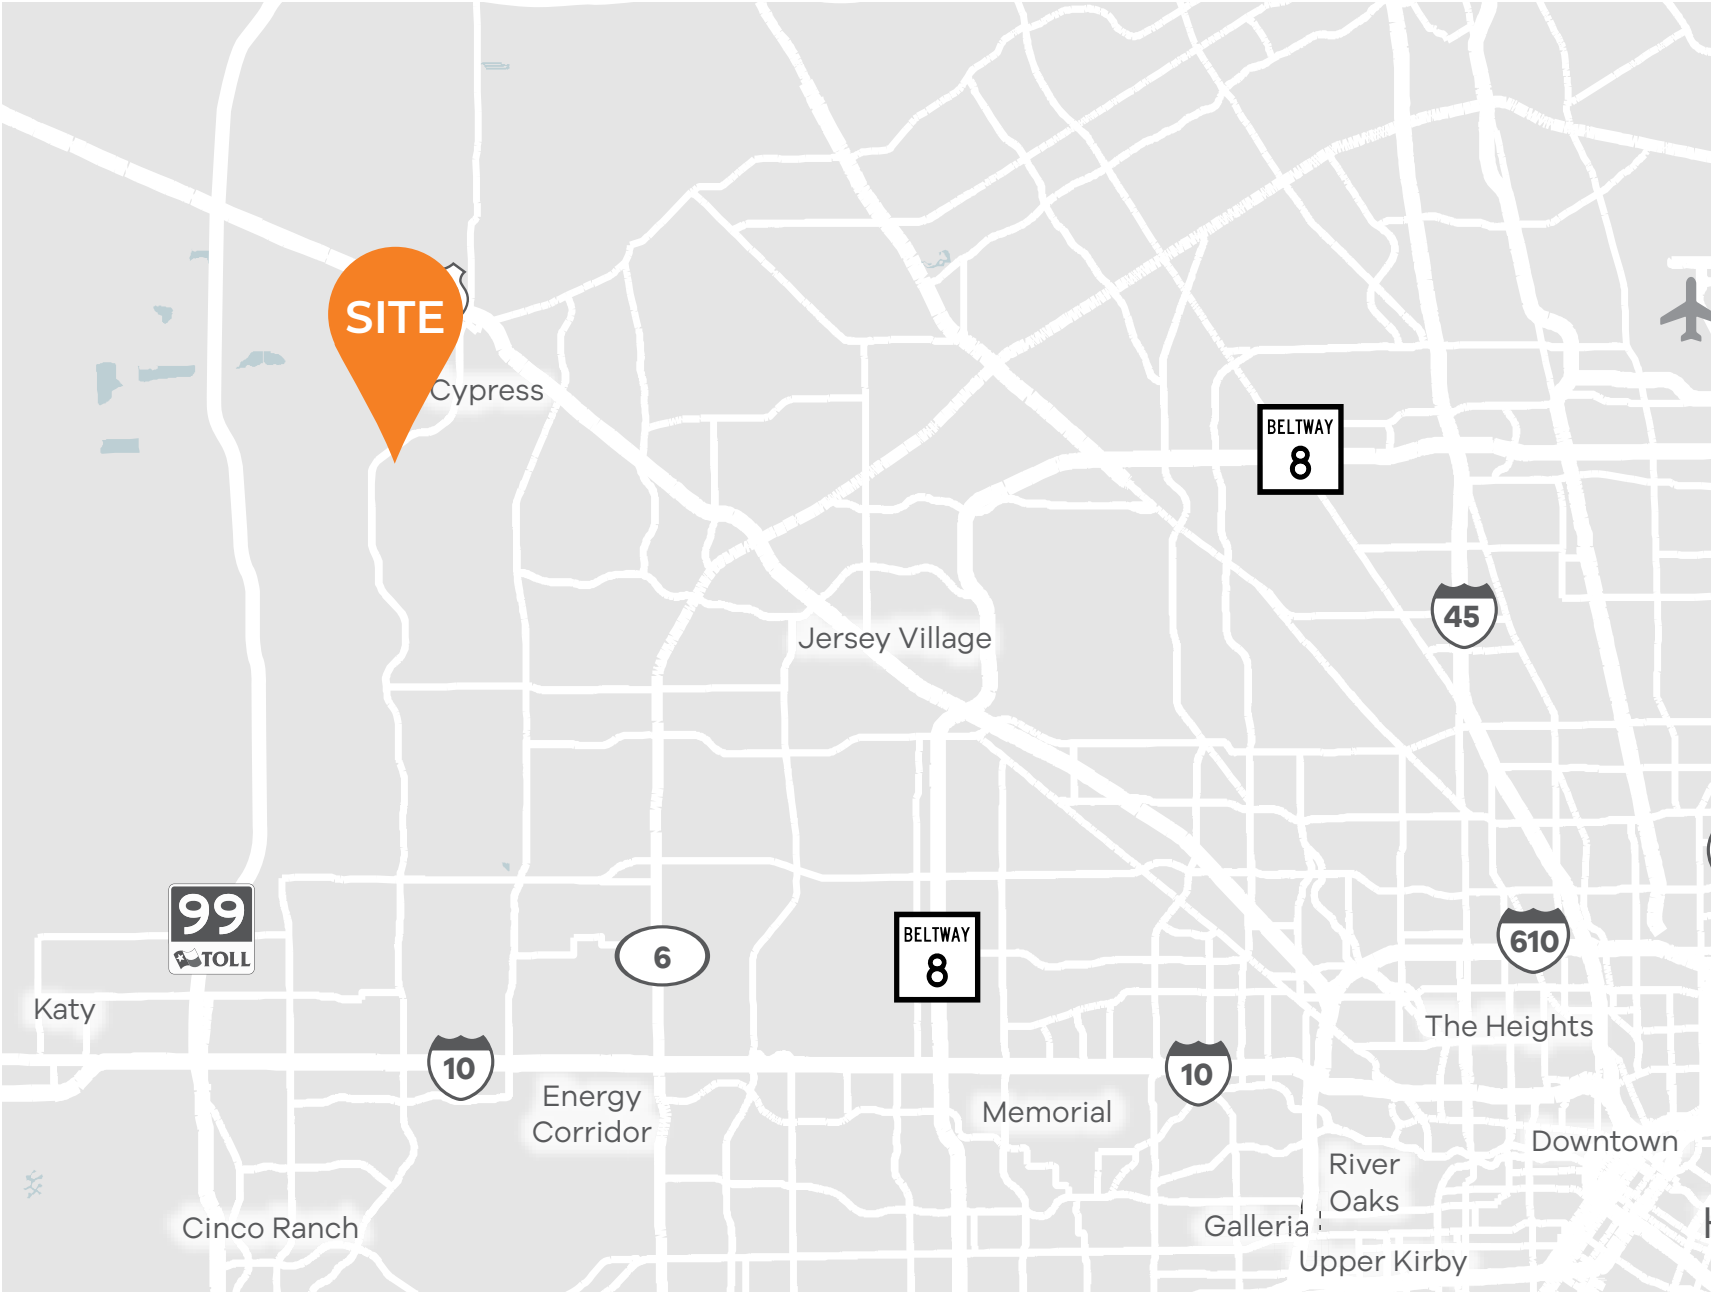 SITE
Cypress
BELTWAY
8
45
Jersey Village
99
TOLL
BELTWAY
8
610
6
Katy
The Heights
10
10
Energy
Corridor
Memorial
Downtown
River
Oaks
Cinco Ranch
Galleria
Upper Kirby